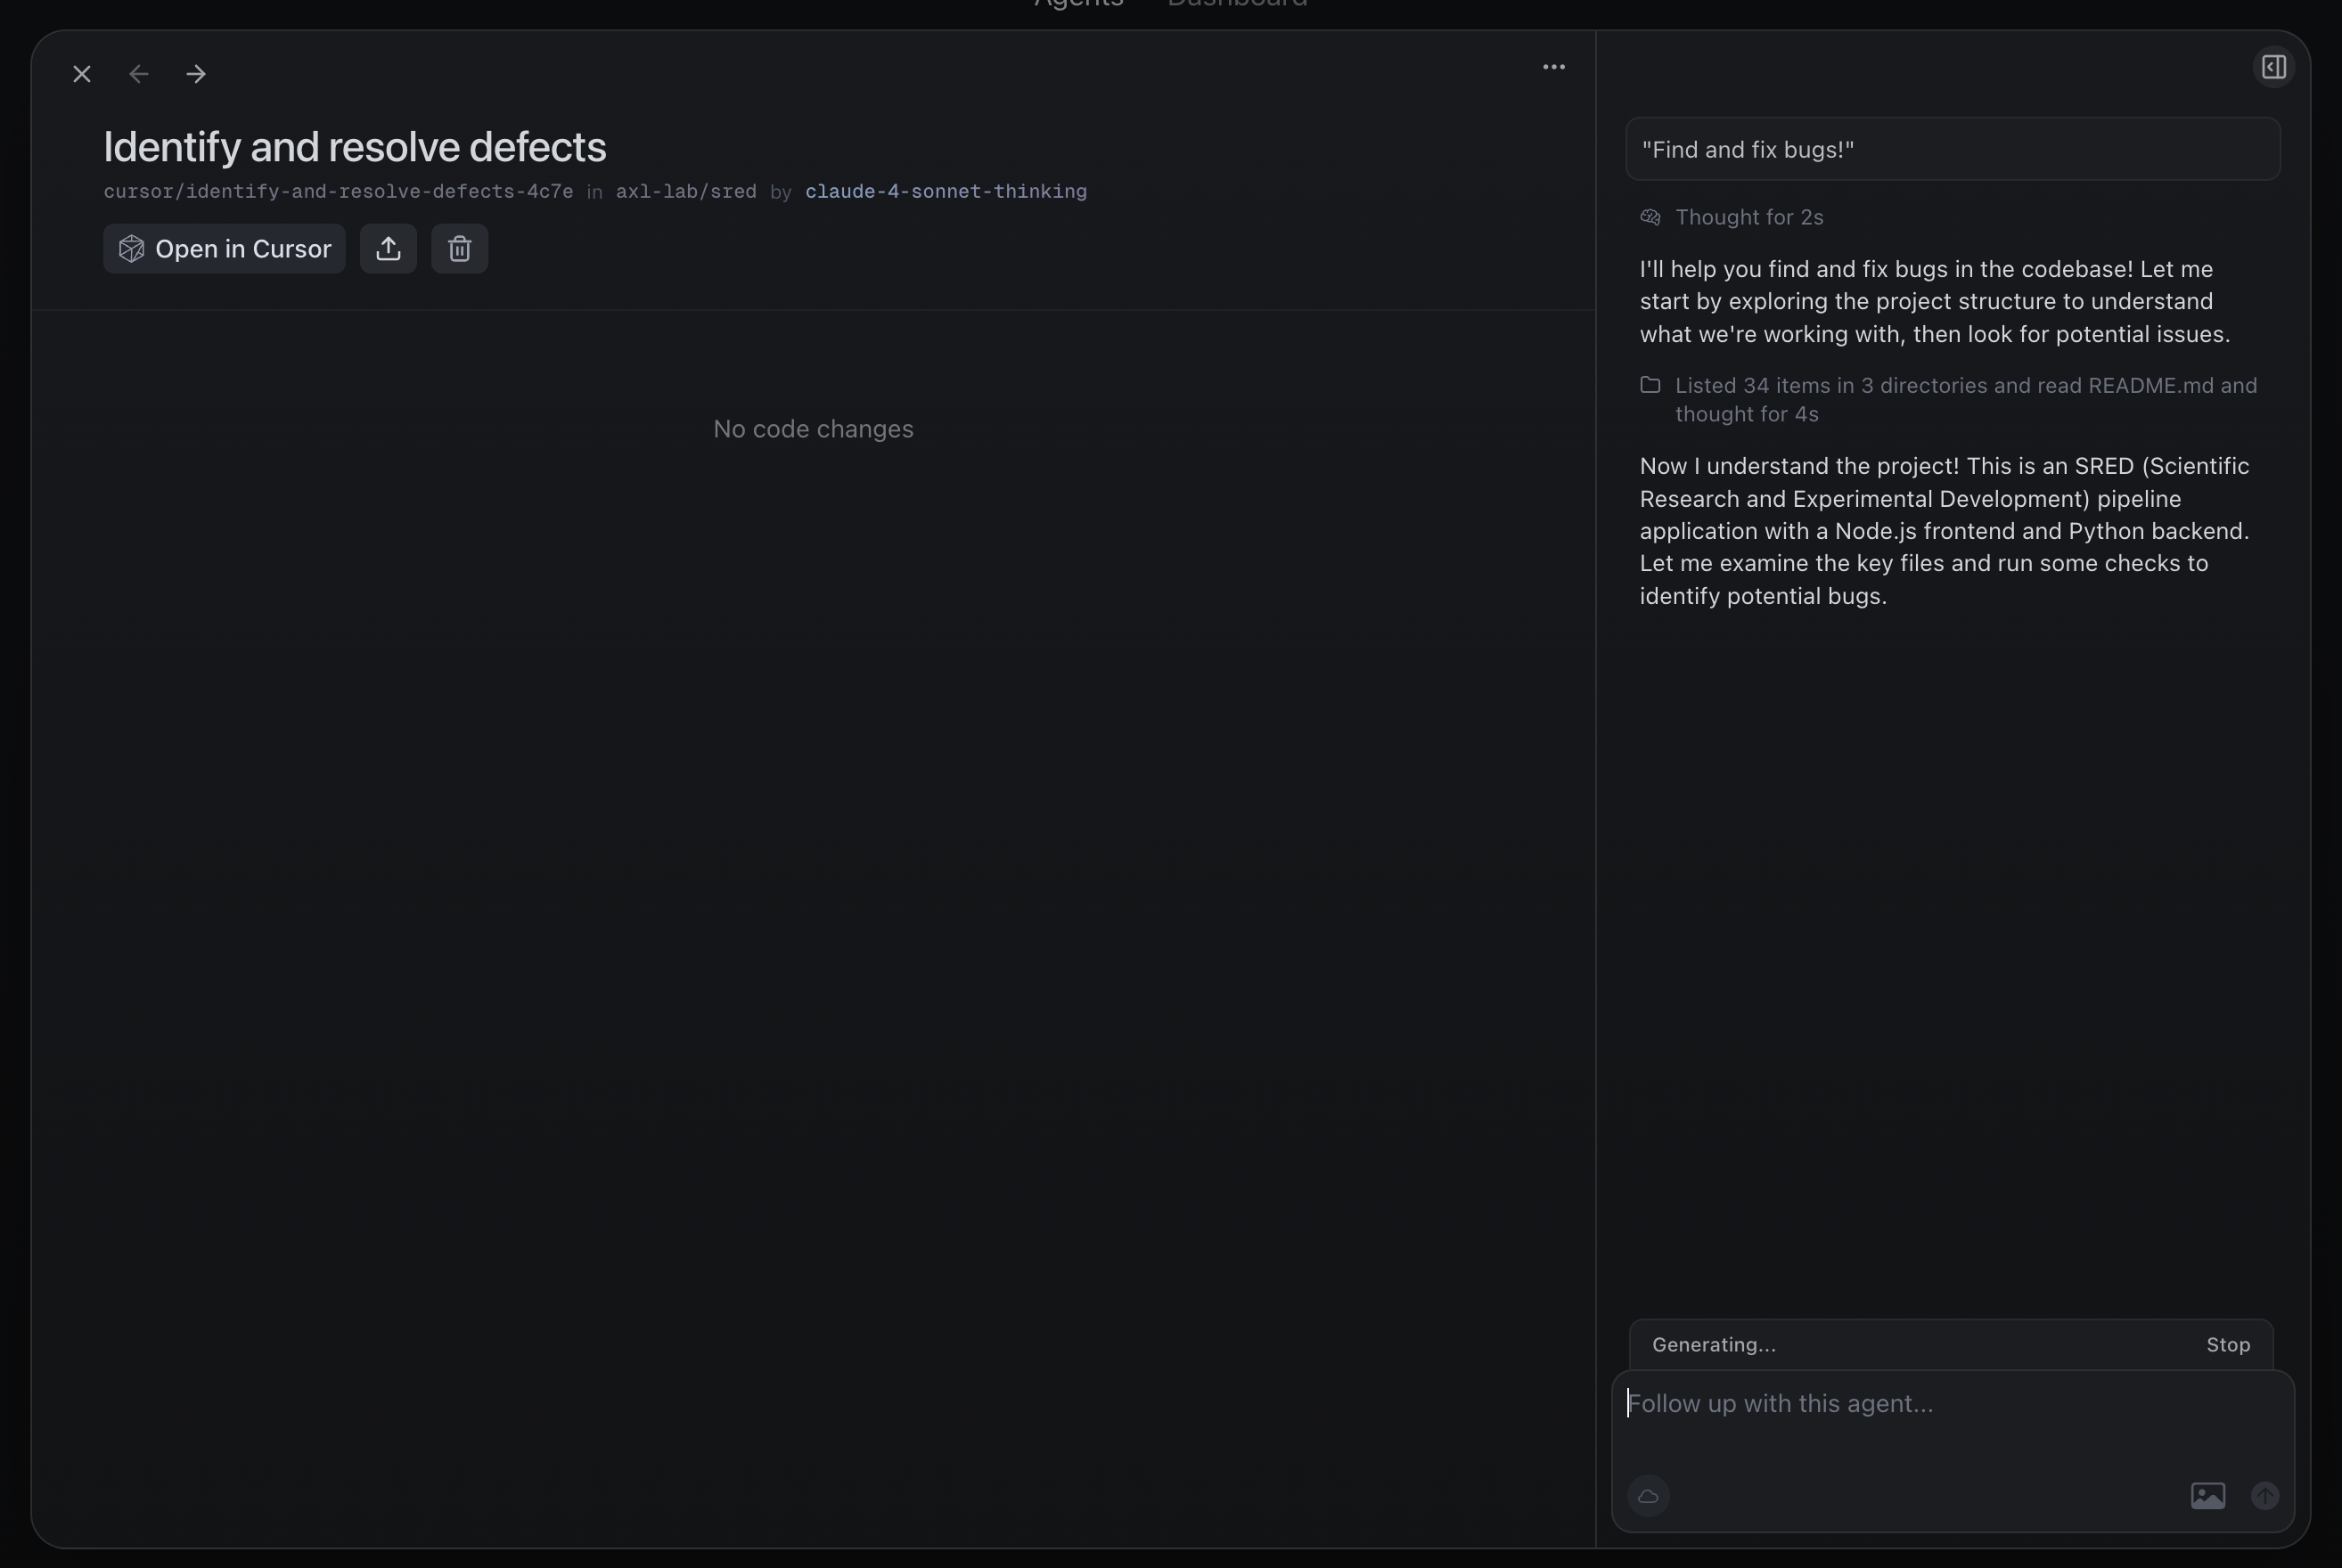 Agents Dashboard
Identify and resolve defects
cursor/identify-and-resolve-defects-4c7e in axl-lab/sred by claude-4-sonnet-thinking
Open in Cursor
No code changes
"Find and fix bugs!"
Thought for 2s
I'll help you find and fix bugs in the codebase! Let me
start by exploring the project structure to understand
what we're working with, then look for potential issues.
Listed 34 items in 3 directories and read README.md and
thought for 4s
Now I understand the project! This is an SRED (Scientific
Research and Experimental Development) pipeline
application with a Node.js frontend and Python backend.
Let me examine the key files and run some checks to
identify potential bugs.
Generating... Stop
Follow up with this agent...